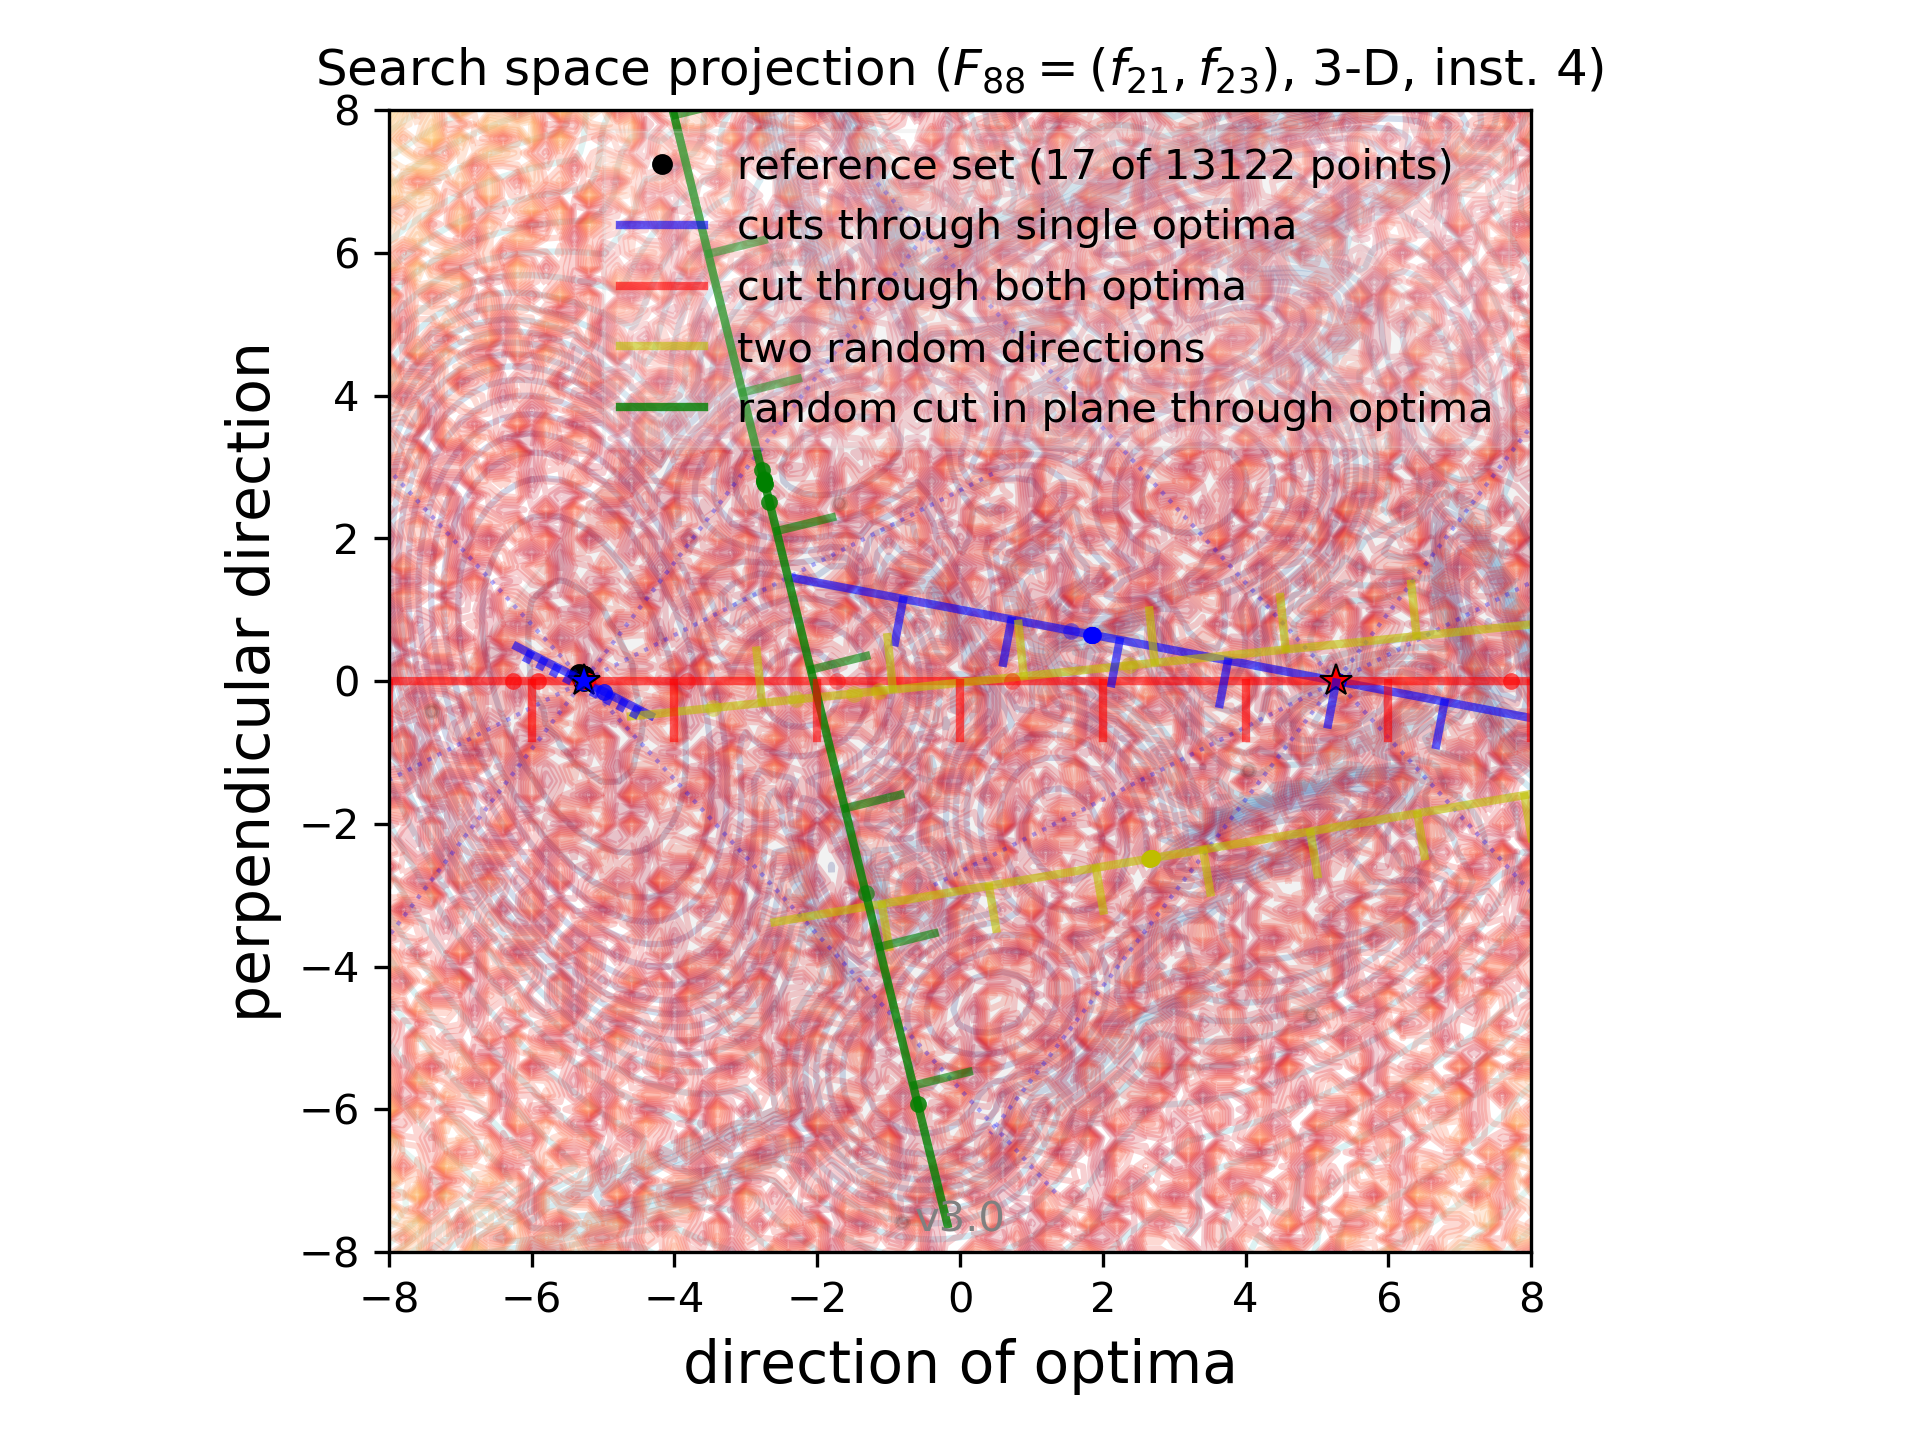 Search space projection (F88 = (f21, f23), 3-D, inst. 4)
8
6
4
2
0
−2
−4
−6
−8
perpendicular direction
reference set (17 of 13122 points)
cuts through single optima
cut through both optima
two random directions
random cut in plane through optima
v3.0
−8 −6 −4 −2 0 2 4 6 8
direction of optima